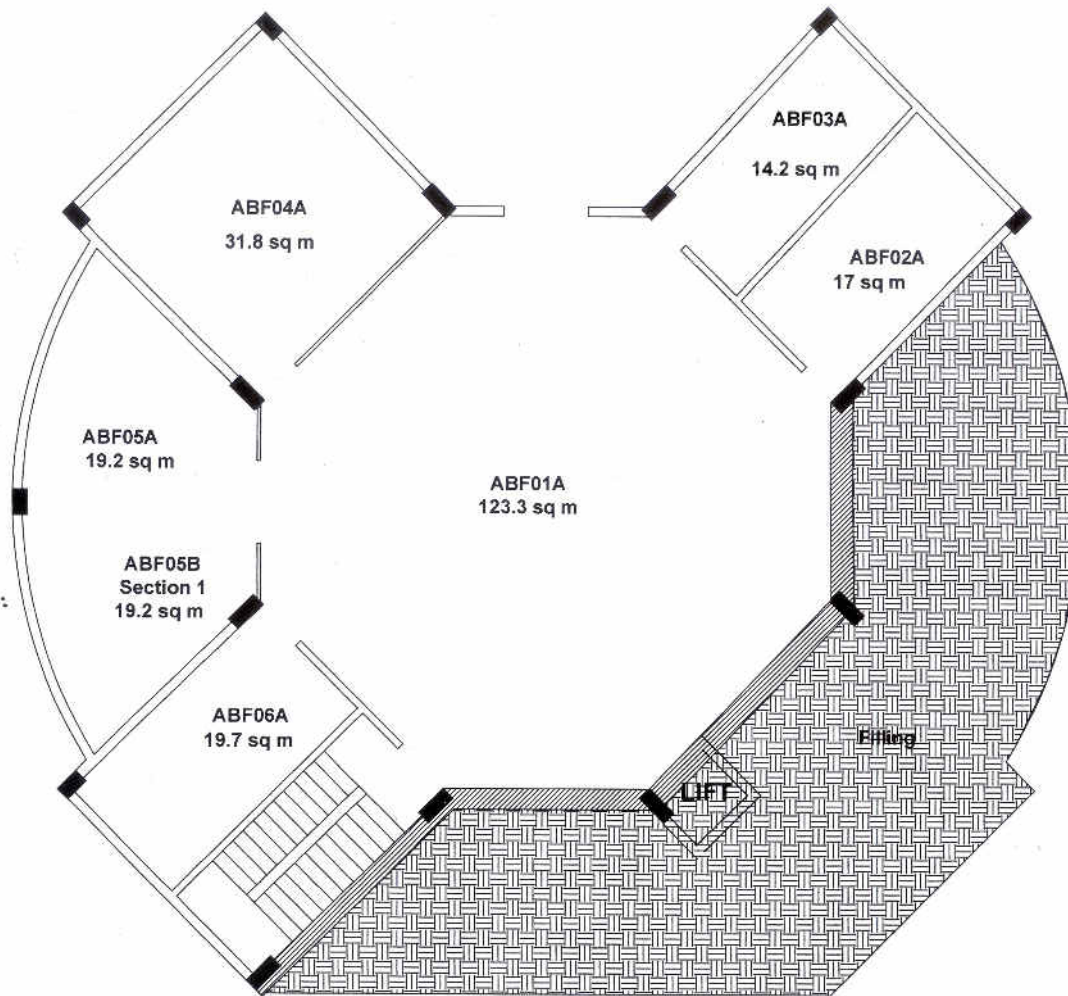 ABF03A
14.2 sq m
ABF04A
31.8 sq m
ABF02A
17 sq m
ABF05A
19.2 sq m
ABF01A
123.3 sq m
ABF05B
Section 1
19.2 sq m
ABF06A
19.7 sq m
Filling
LIFT